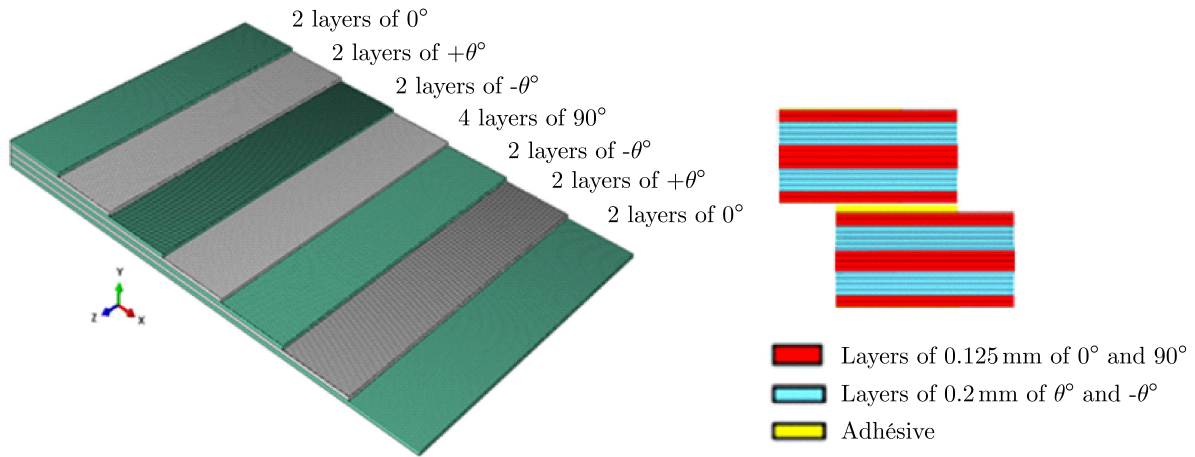 2 layers of 0°
2 layers of +θ°
2 layers of -θ°
4 layers of 90°
2 layers of -θ°
2 layers of +θ°
2 layers of 0°
Y
Z
X
Layers of 0.125 mm of 0° and 90°
Layers of 0.2 mm of θ° and -θ°
Adhésive